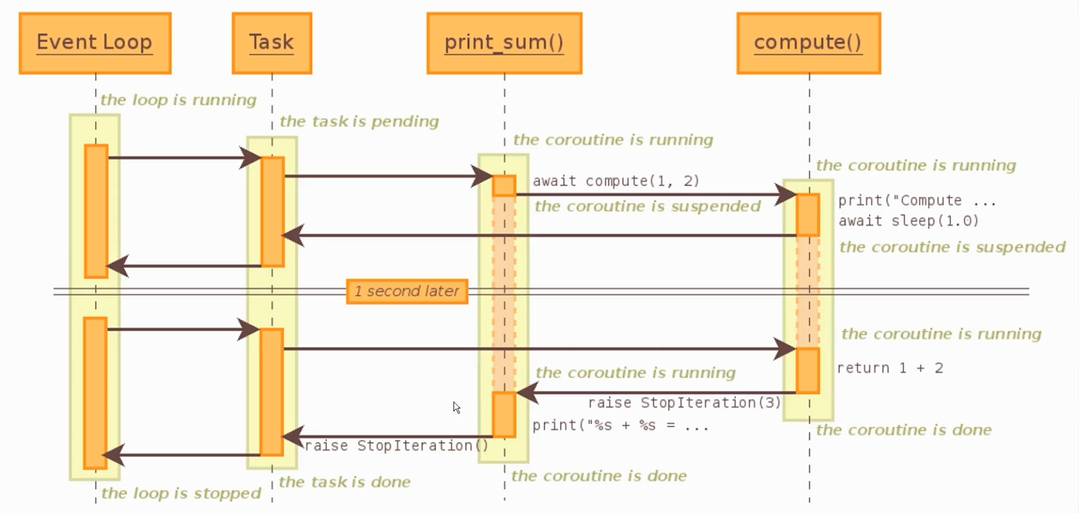 Event Loop
Task
print_sum()
compute()
the loop is running
the task is pending
the coroutine is running
the coroutine is running
await compute(1, 2)
print("Compute ...
the coroutine is suspended
await sleep(1.0)
the coroutine is suspended
1 second later
the coroutine is running
return 1 + 2
the coroutine is running
raise StopIteration(3)
print("%s + %s = ...
the coroutine is done
raise StopIteration()
the coroutine is done
the task is done
the loop is stopped